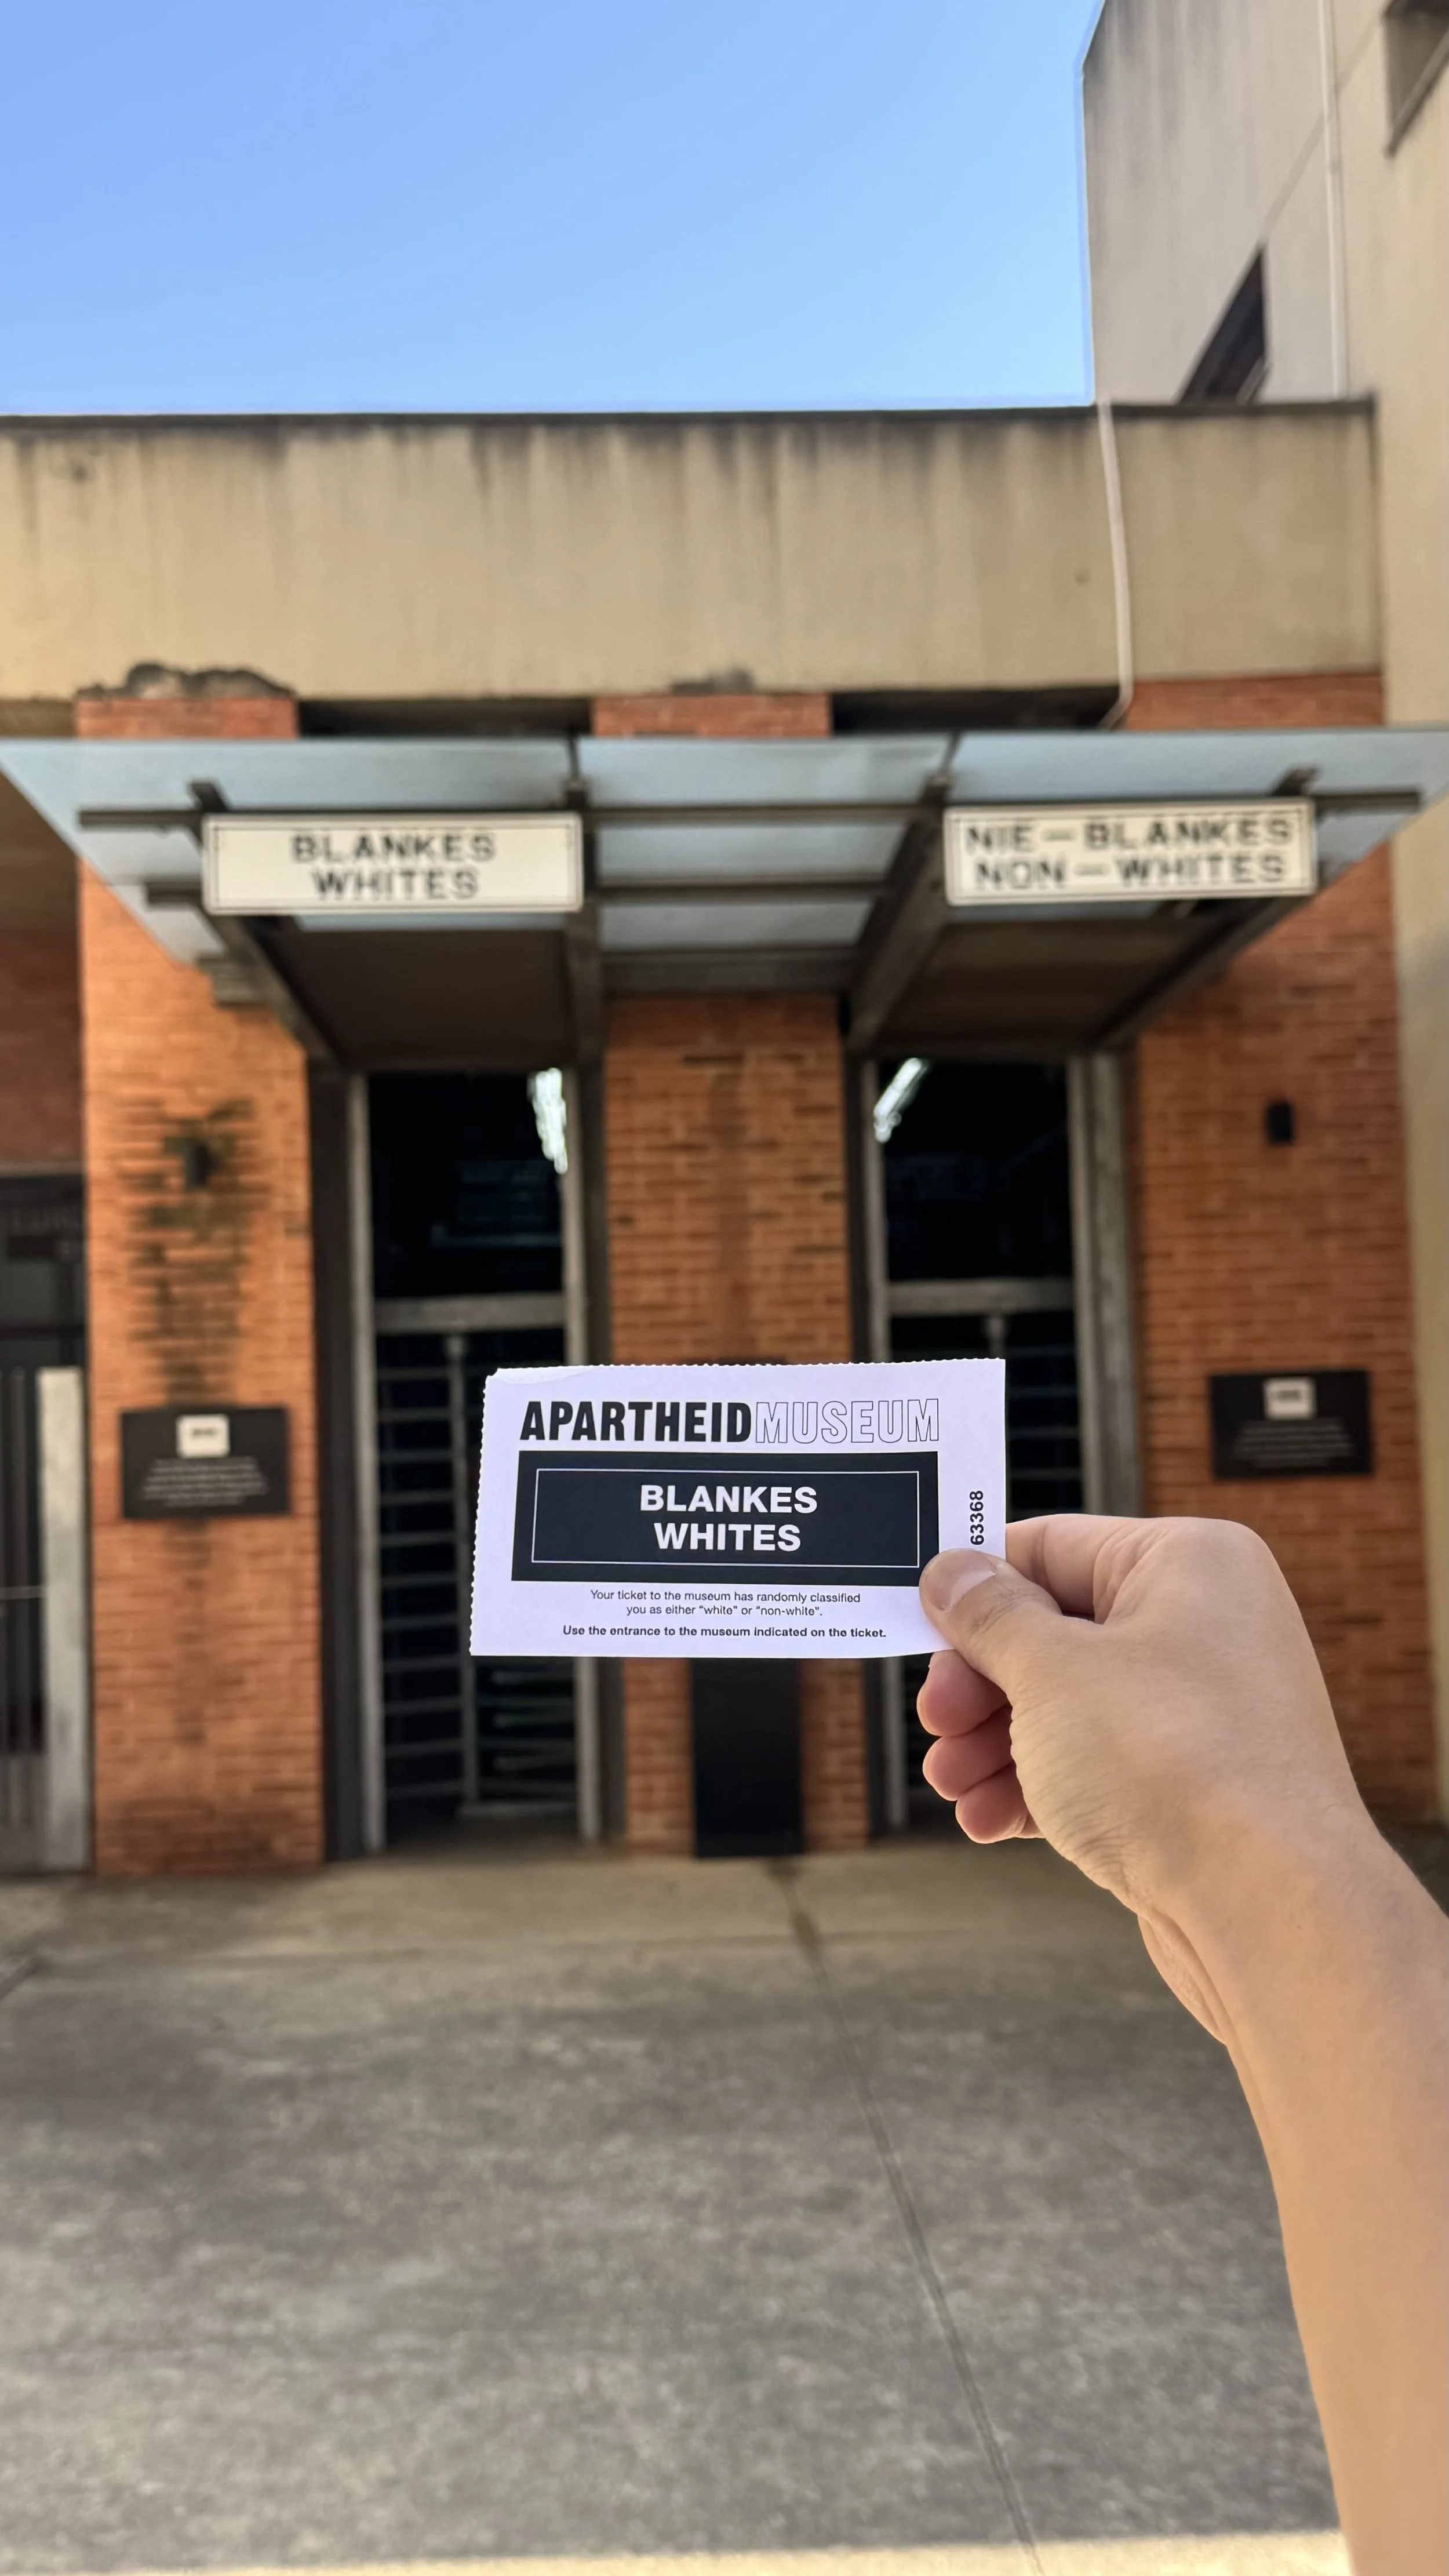 BLANKES
WHITES
NIE—BLANKES
NON—WHITES
APARTHEIDMUSEUM
BLANKES
WHITES
63368
Your ticket to the museum has randomly classified
you as either "white" or "non-white".
Use the entrance to the museum indicated on the ticket.